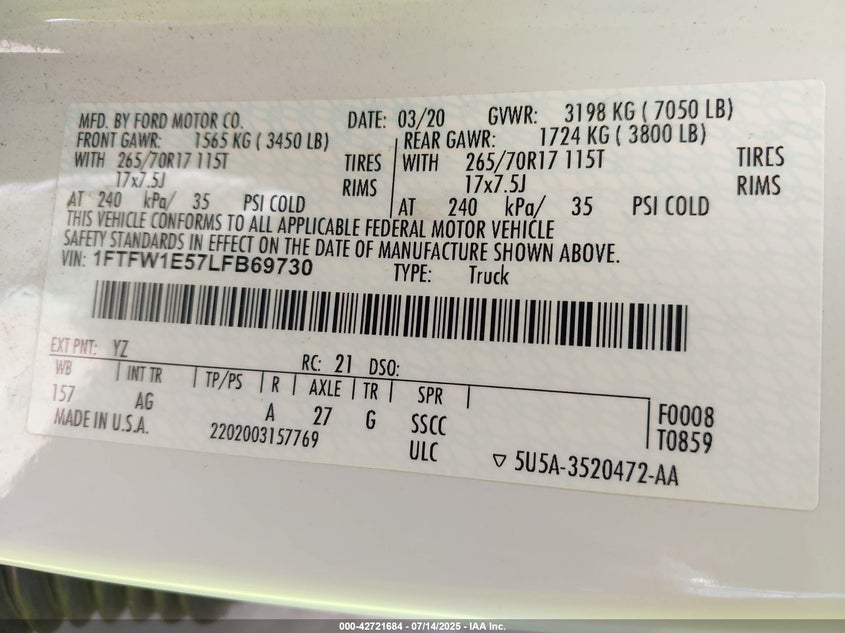 MFD. BY FORD MOTOR CO. DATE: 03/20 GVWR: 3198 KG ( 7050 LB)
FRONT GAWR: 1565 KG ( 3450 LB) REAR GAWR: 1724 KG ( 3800 LB)
WITH 265/70R17 115T TIRES WITH 265/70R17 115T TIRES
17x7.5J RIMS 17x7.5J RIMS
AT 240 kPa/ 35 PSI COLD AT 240 kPa/ 35 PSI COLD
THIS VEHICLE CONFORMS TO ALL APPLICABLE FEDERAL MOTOR VEHICLE
SAFETY STANDARDS IN EFFECT ON THE DATE OF MANUFACTURE SHOWN ABOVE.
VIN: 1FTFW1E57LFB69730 TYPE: Truck
EXT PNT: YZ RC: 21 DSO:
WB INT TR TP/PS R AXLE TR SPR
157 AG A 27 G SSCC F0008
MADE IN U.S.A. 2202003157769 ULC T0859
5U5A-3520472-AA
000-42721684 - 07/14/2025 - IAA Inc.